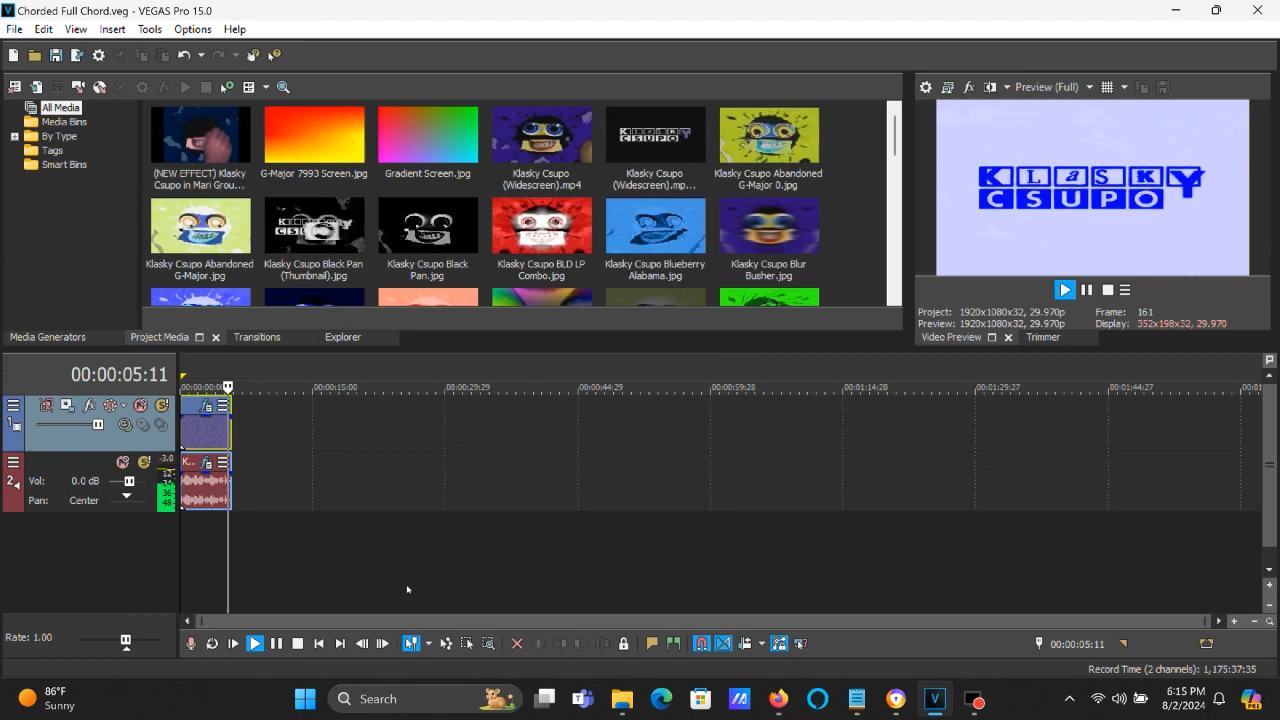 Chorded Full Chord.veg - VEGAS Pro 15.0
File Edit View Insert Tools Options Help
Preview (Full)
All Media
Media Bins
By Type
Tags
Smart Bins
(NEW EFFECT) Klasky Csupo in Mari Grou...
G-Major 7993 Screen.jpg
Gradient Screen.jpg
Klasky Csupo (Widescreen).mp4
Klasky Csupo (Widescreen).mp...
Klasky Csupo Abandoned G-Major 0.jpg
Klasky Csupo Abandoned G-Major.jpg
Klasky Csupo Black Pan (Thumbnail).jpg
Klasky Csupo Black Pan.jpg
Klasky Csupo BLD LP Combo.jpg
Klasky Csupo Blueberry Alabama.jpg
Klasky Csupo Blur Busher.jpg
KLaSKY
CSUPO
Project: 1920x1080x32, 29.970p Frame: 161
Preview: 1920x1080x32, 29.970p Display: 352x198x32, 29.970
Media Generators Project Media Transitions Explorer
Video Preview Trimmer
00:00:05:11
00:00:15:00 00:00:29:29 00:00:44:29 00:00:59:28 00:01:14:28 00:01:29:27 00:01:44:27
1
K..
2
Vol: 0.0 dB
Pan: Center
-3.0
12
36
48
Rate: 1.00
00:00:05:11
Record Time (2 channels): 1,175:37:35
86°F
Sunny
Search
6:15 PM
8/2/2024